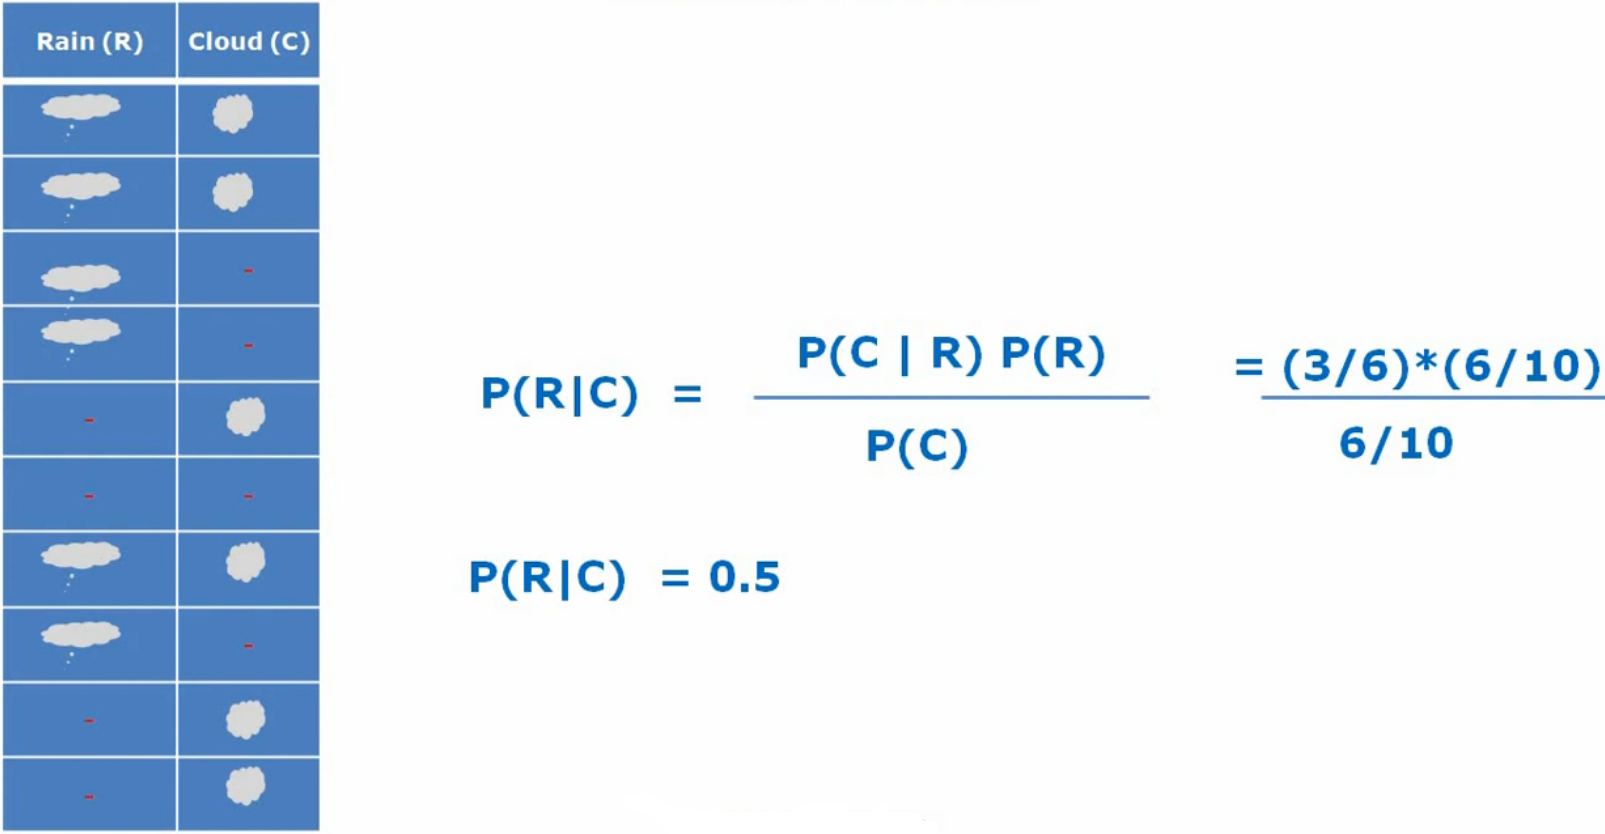 Rain (R) Cloud (C)
-
-
-
- -
-
-
-
P(R|C) = P(C | R) P(R) = (3/6)*(6/10)
P(C) 6/10
P(R|C) = 0.5